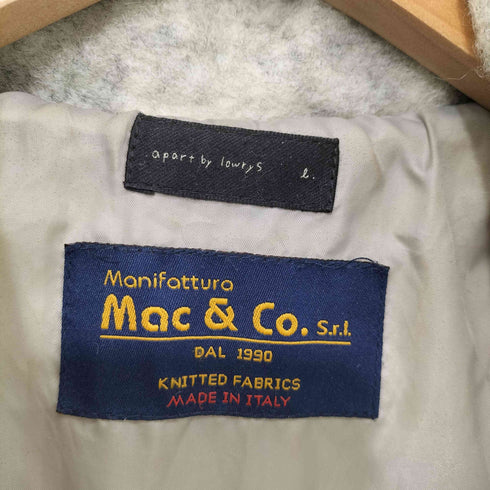 apart by lowrys l.
Manifattura
Mac & Co. S.r.l.
DAL 1990
KNITTED FABRICS
MADE IN ITALY